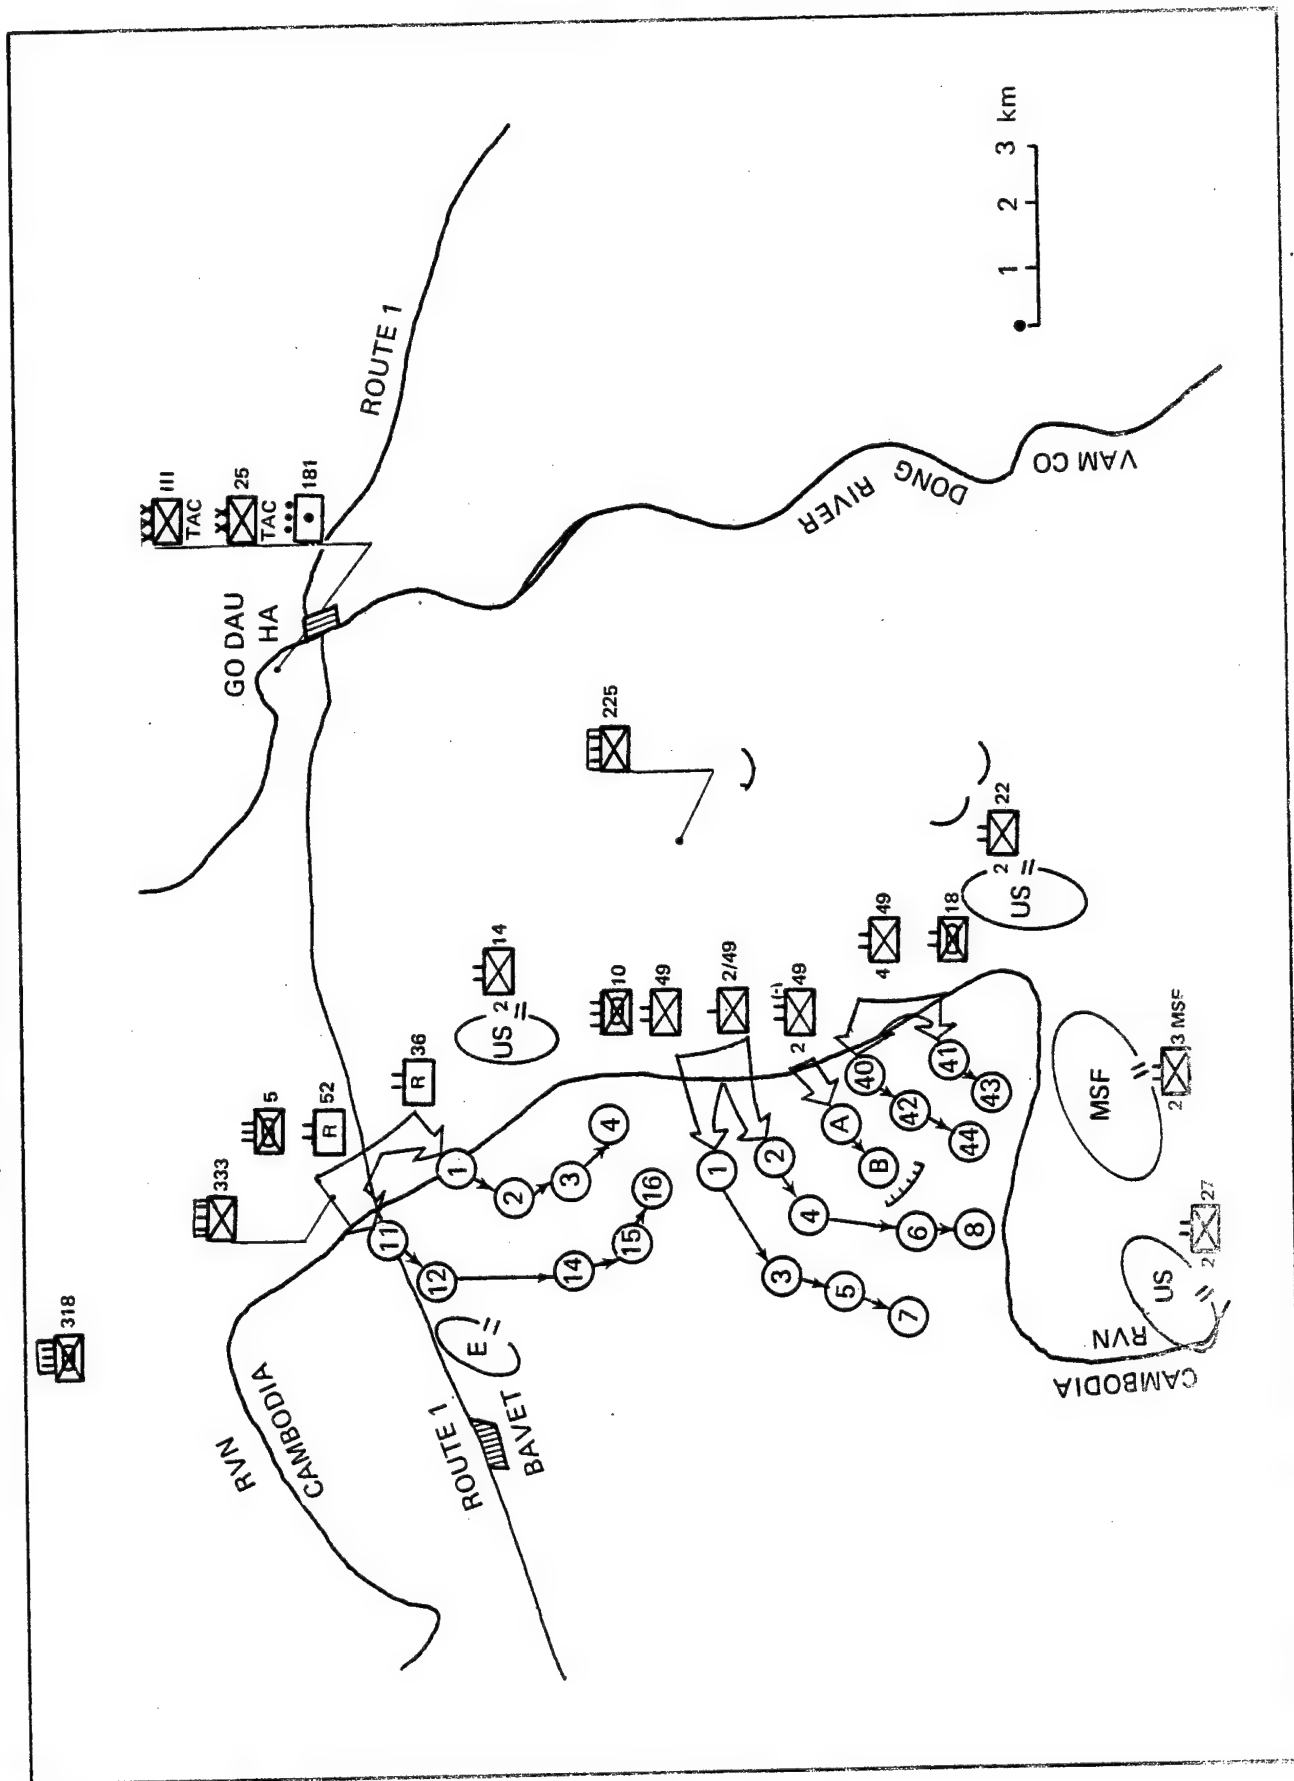 318
RVN
CAMBODIA
333
5
R 52
R 36
GO DAU
HA
III
TAC
25
TAC
181
ROUTE 1
ROUTE 1
BAVET
E
US
2 14
225
11
12
14
15
16
1
2
3
4
10
49
2/49
2 49 (-)
4 49
18
1
3
5
7
2
4
6
8
A
B
40
42
44
41
43
US
2 22
MSF
2 3 MSF
US
2 27
RVN
CAMBODIA
VAM CO
DONG
RIVER
1 2 3 km